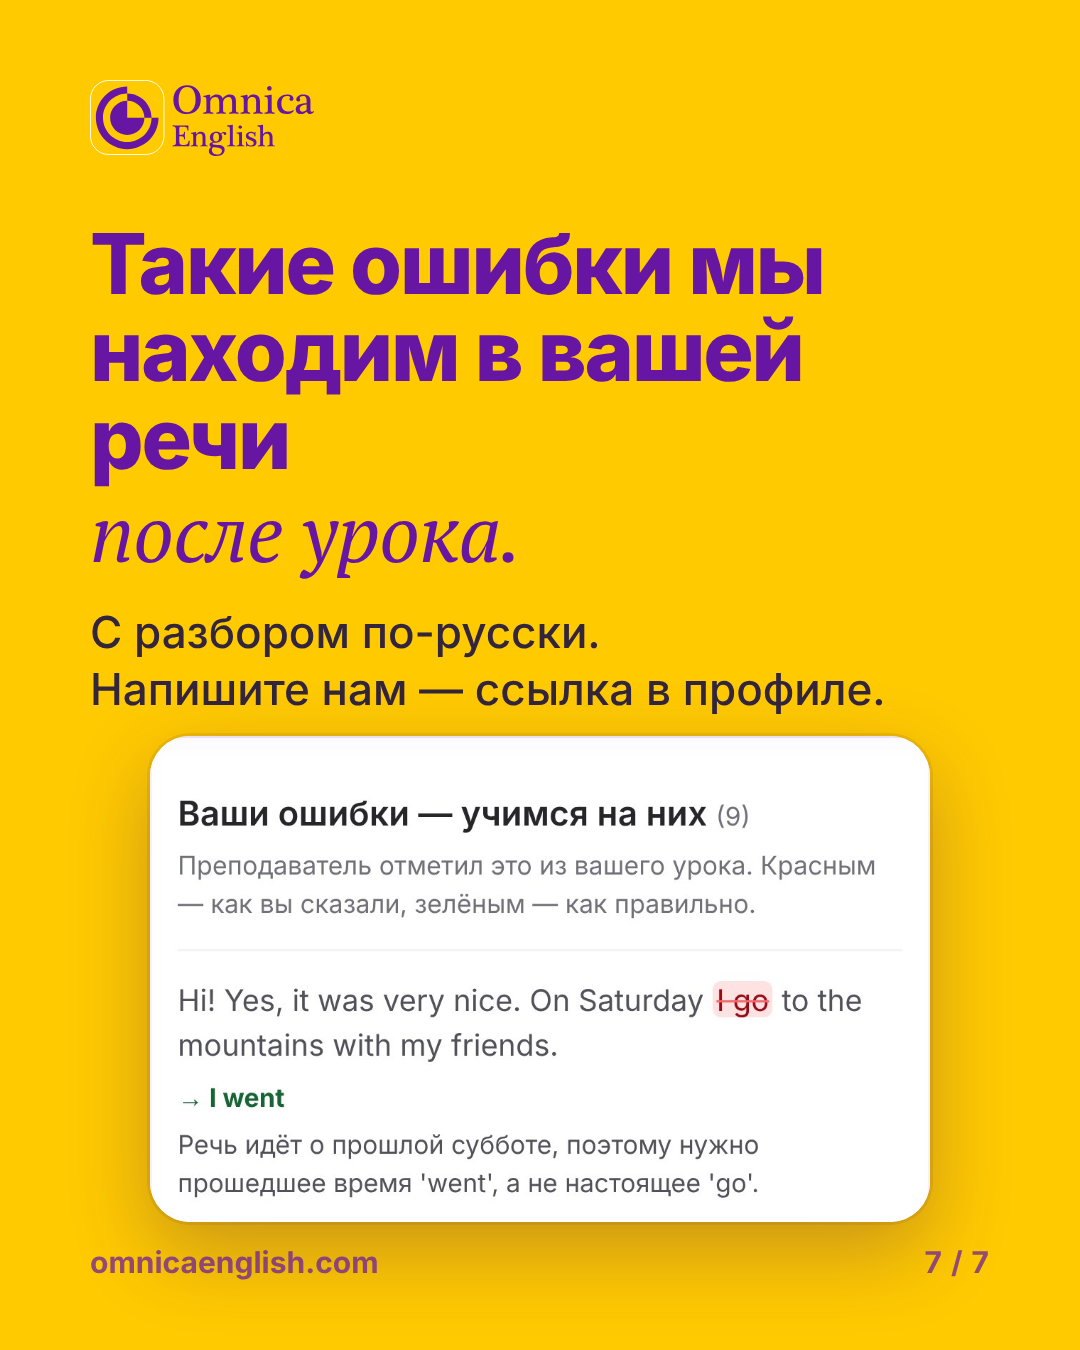 Omnica
English
Такие ошибки мы
находим в вашей
речи
после урока.
С разбором по-русски.
Напишите нам — ссылка в профиле.
Ваши ошибки — учимся на них (9)
Преподаватель отметил это из вашего урока. Красным
— как вы сказали, зелёным — как правильно.
Hi! Yes, it was very nice. On Saturday I go to the
mountains with my friends.
→ I went
Речь идёт о прошлой субботе, поэтому нужно
прошедшее время 'went', а не настоящее 'go'.
omnicaenglish.com
7 / 7